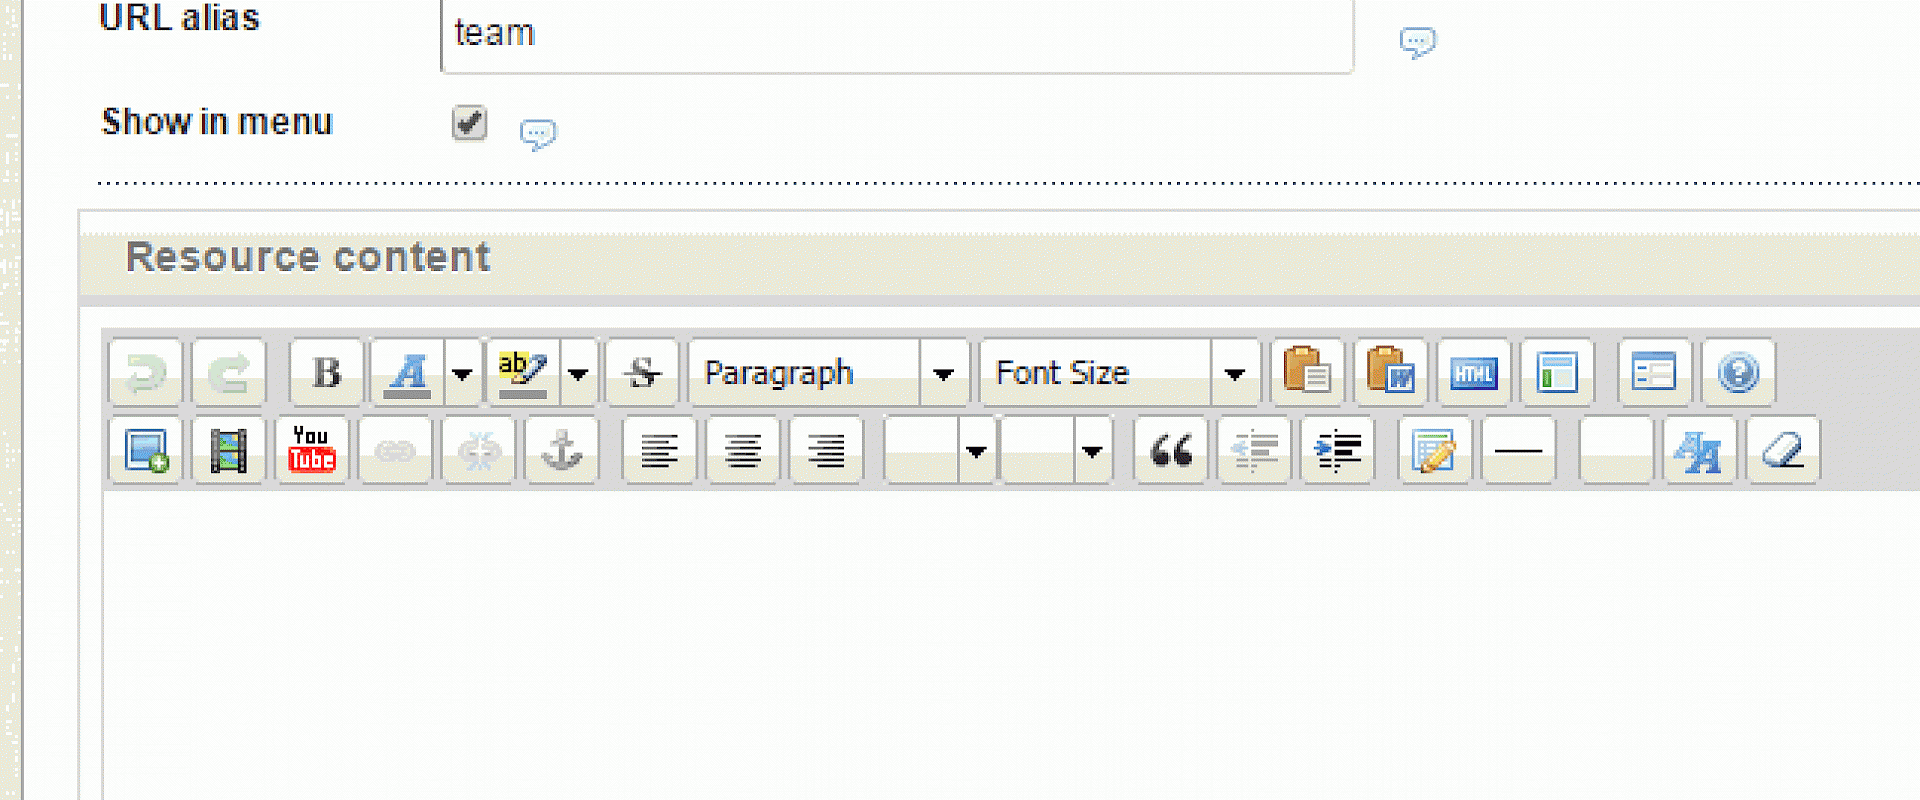 URL alias
team
Show in menu
Resource content
B A ab S Paragraph Font Size W HTML ?
You
Tube